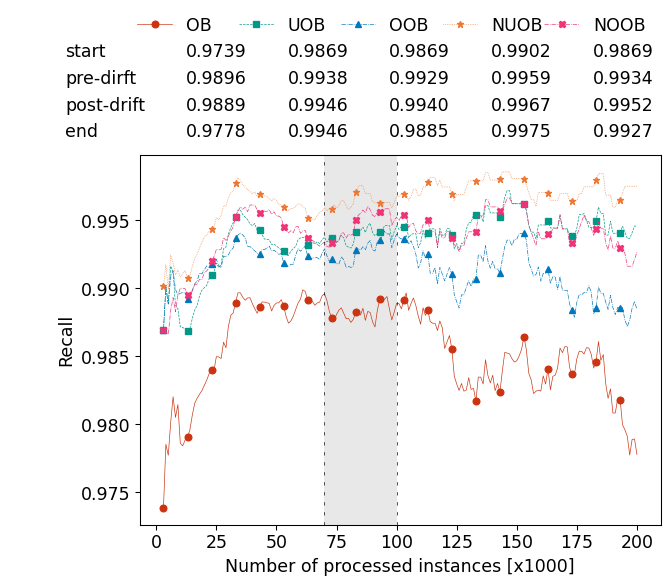 OB UOB OOB NUOB NOOB
start 0.9739 0.9869 0.9869 0.9902 0.9869
pre-dirft 0.9896 0.9938 0.9929 0.9959 0.9934
post-drift 0.9889 0.9946 0.9940 0.9967 0.9952
end 0.9778 0.9946 0.9885 0.9975 0.9927
0.995
0.990
0.985
0.980
0.975
Recall
0 25 50 75 100 125 150 175 200
Number of processed instances [x1000]